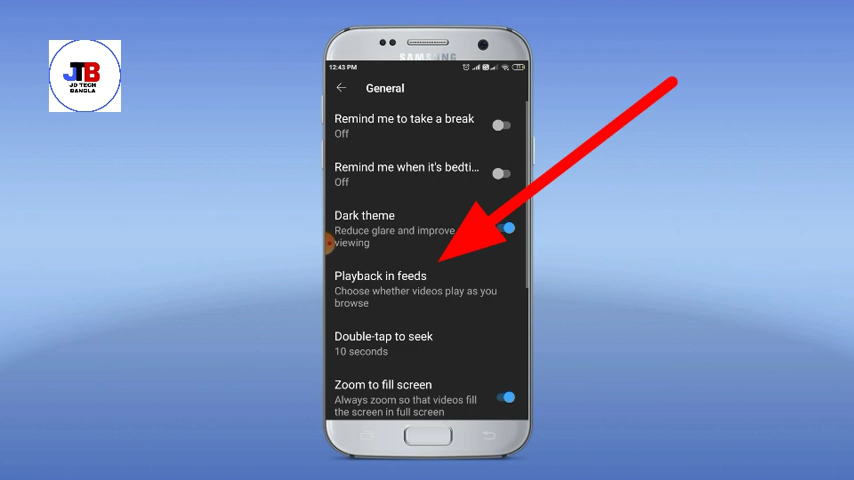 JTB
JD TECH
BANGLA
SAMSUNG
12:43 PM
General
Remind me to take a break
Off
Remind me when it's bedti...
Off
Dark theme
Reduce glare and improve
viewing
Playback in feeds
Choose whether videos play as you
browse
Double-tap to seek
10 seconds
Zoom to fill screen
Always zoom so that videos fill
the screen in full screen